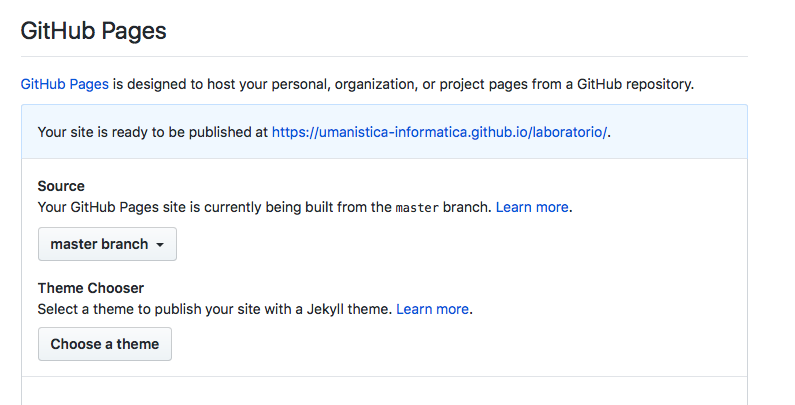 GitHub Pages
GitHub Pages is designed to host your personal, organization, or project pages from a GitHub repository.
Your site is ready to be published at https://umanistica-informatica.github.io/laboratorio/.
Source
Your GitHub Pages site is currently being built from the master branch. Learn more.
master branch
Theme Chooser
Select a theme to publish your site with a Jekyll theme. Learn more.
Choose a theme